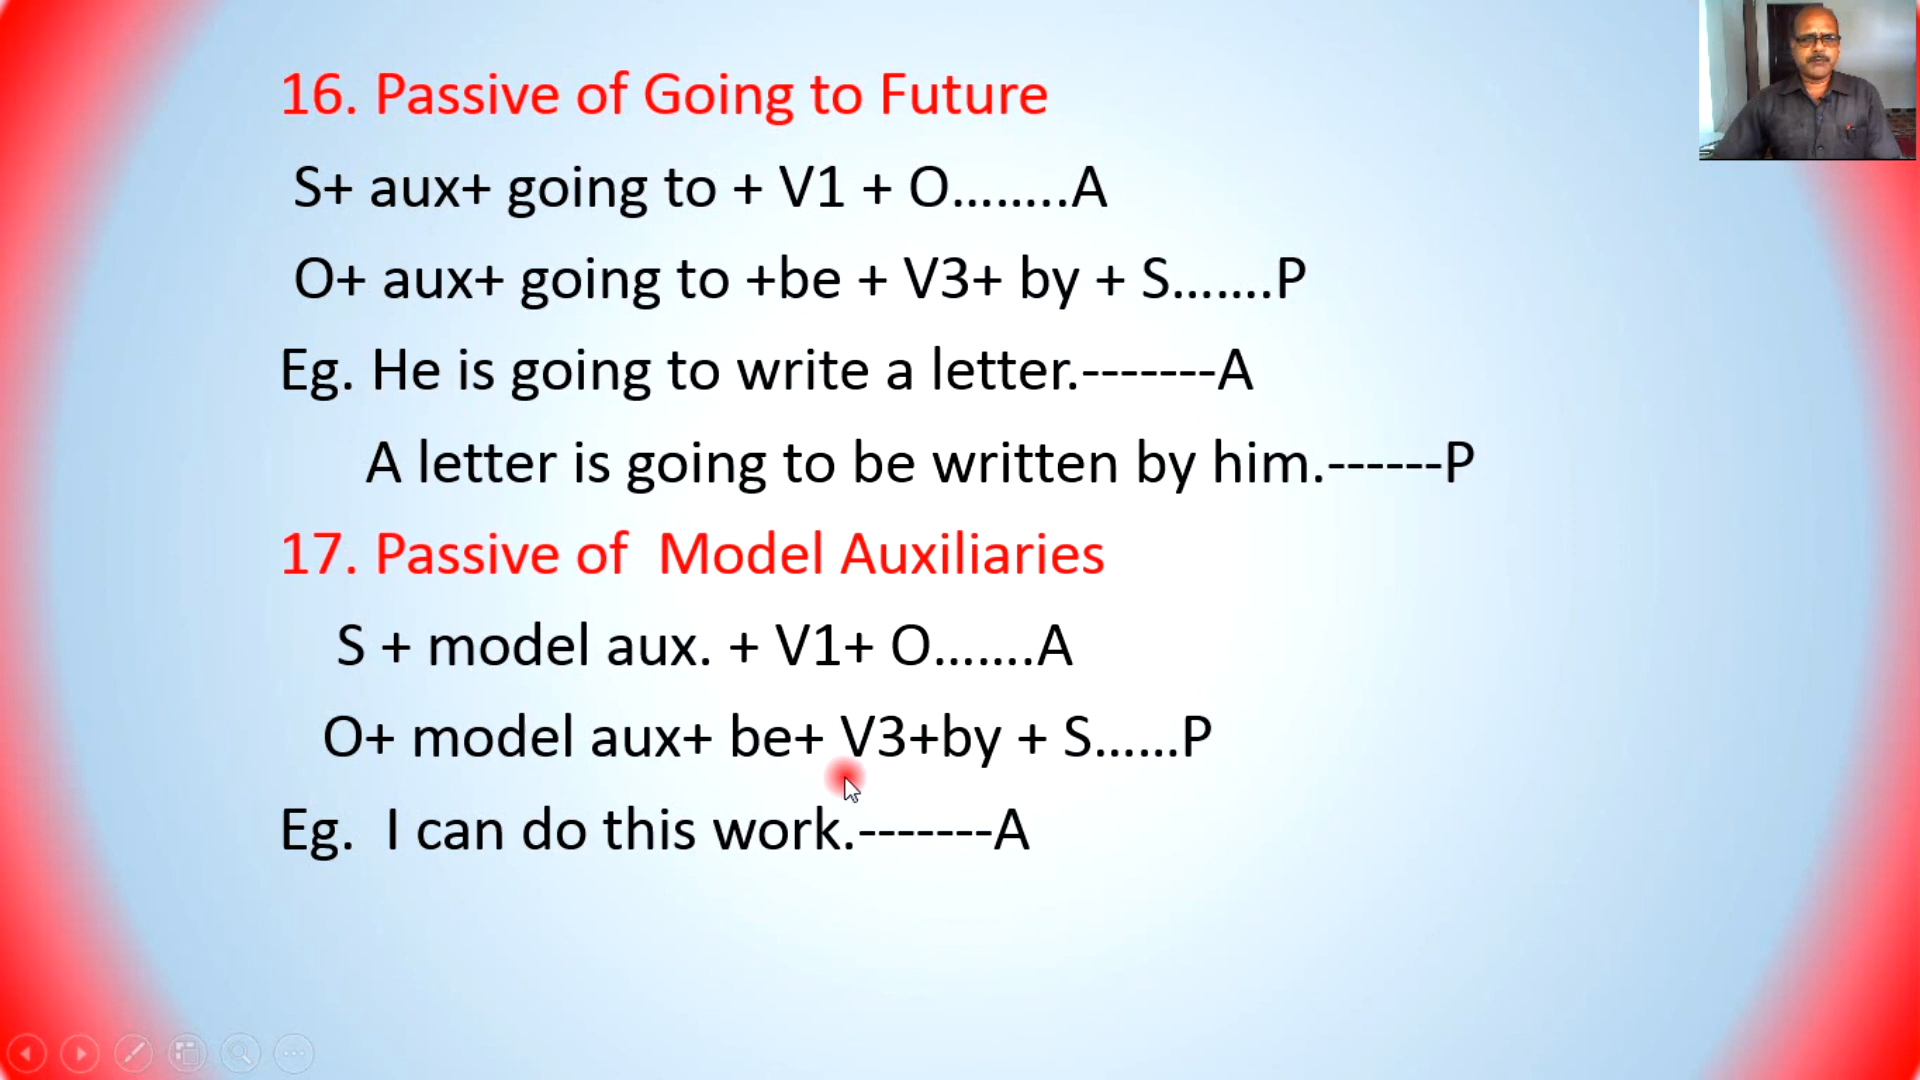 16. Passive of Going to Future
S+ aux+ going to + V1 + O........A
O+ aux+ going to +be + V3+ by + S.......P
Eg. He is going to write a letter.-------A
A letter is going to be written by him.------P
17. Passive of  Model Auxiliaries
S + model aux. + V1+ O.......A
O+ model aux+ be+ V3+by + S......P
Eg.  I can do this work.-------A